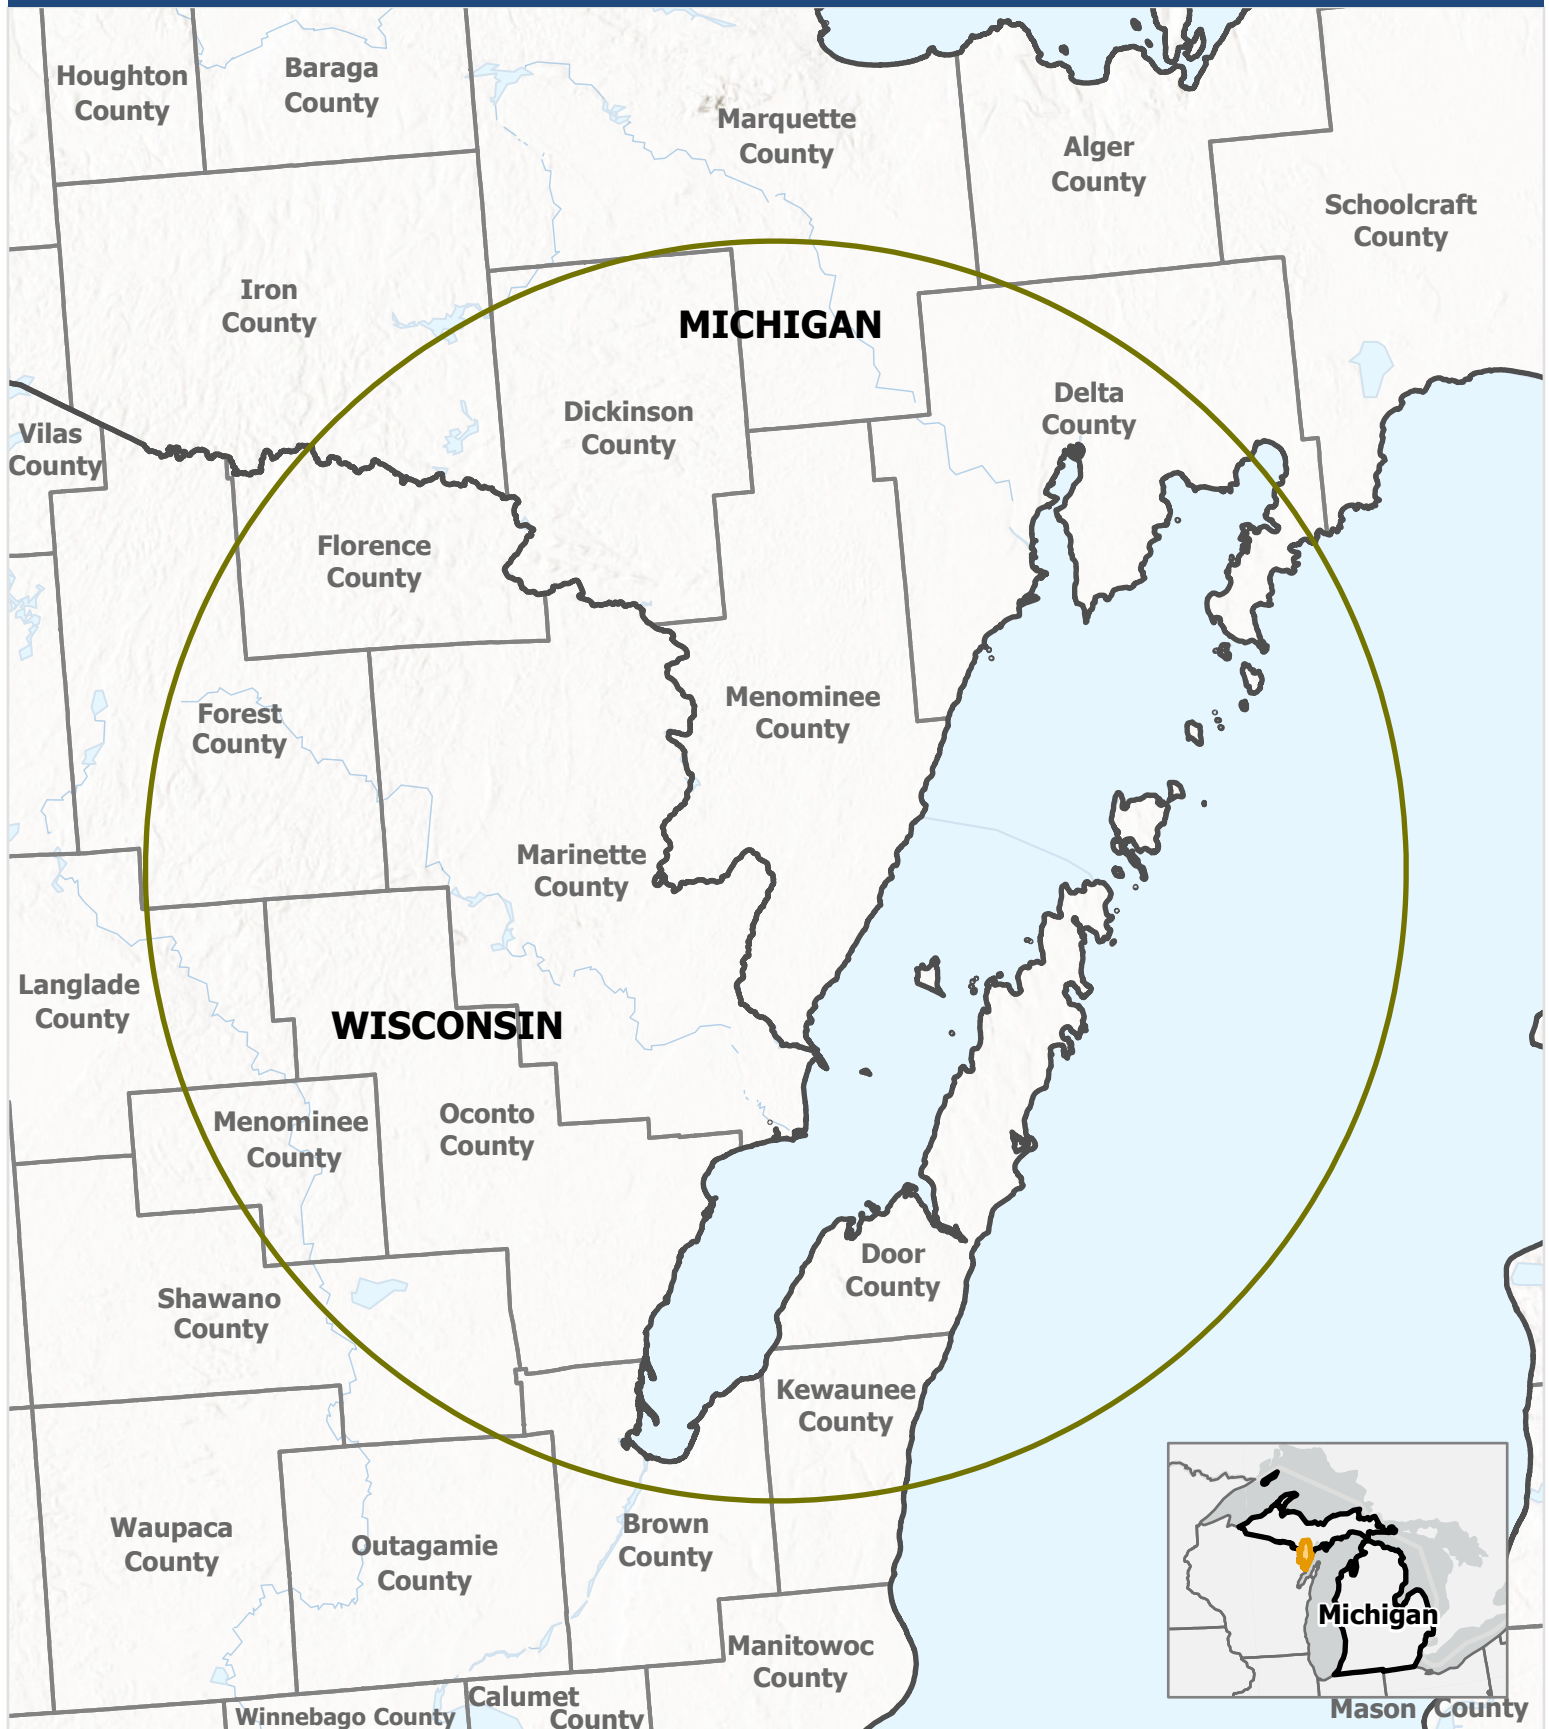 Houghton
County
Baraga
County
Marquette
County
Alger
County
Schoolcraft
County
Iron
County
MICHIGAN
Dickinson
County
Delta
County
Vilas
County
Florence
County
Forest
County
Menominee
County
Marinette
County
Langlade
County
WISCONSIN
Menominee
County
Oconto
County
Door
County
Shawano
County
Kewaunee
County
Waupaca
County
Outagamie
County
Brown
County
Michigan
Manitowoc
County
Calumet
County
Winnebago County
Mason County